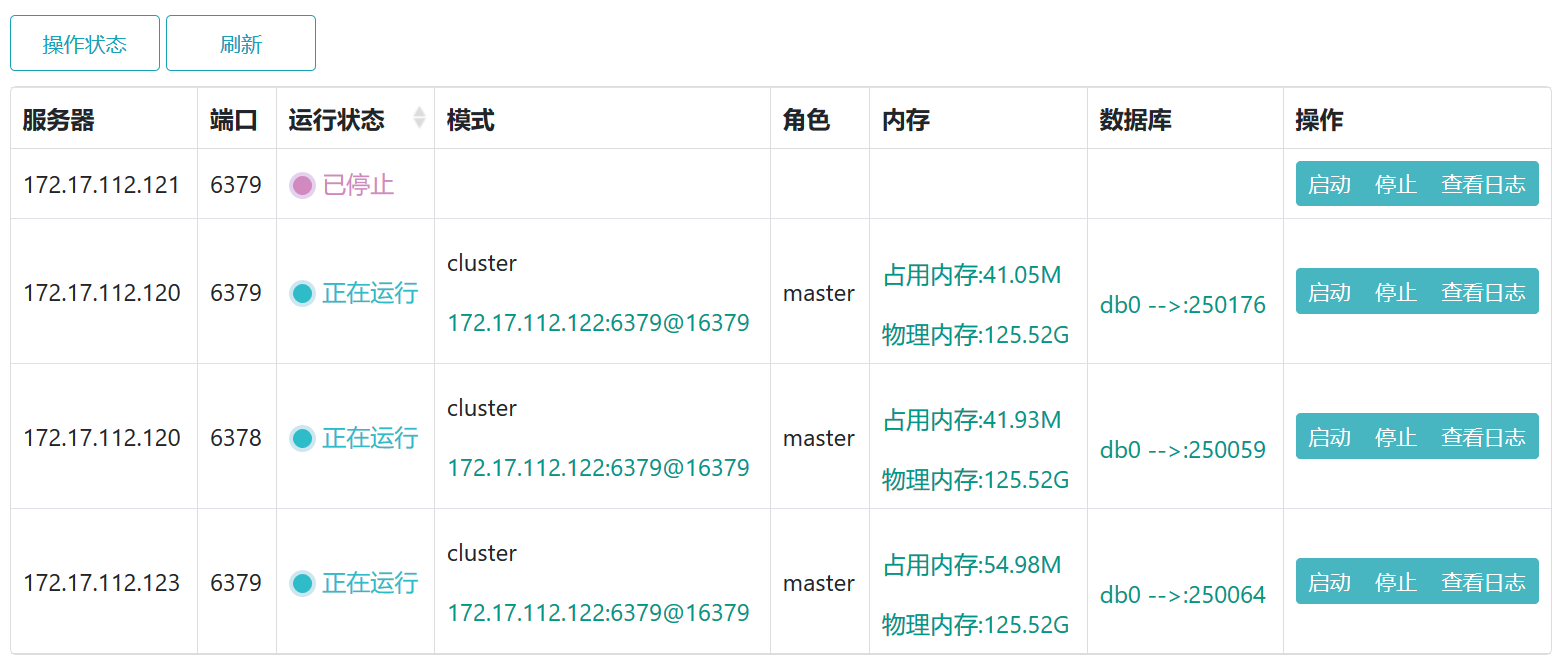 操作状态 刷新
服务器 端口 运行状态 模式 角色 内存 数据库 操作
172.17.112.121 6379 已停止 启动 停止 查看日志
cluster
占用内存:41.05M
172.17.112.120 6379 正在运行 master 启动 停止 查看日志
db0 -->:250176
172.17.112.122:6379@16379
物理内存:125.52G
cluster
占用内存:41.93M
172.17.112.120 6378 正在运行 master 启动 停止 查看日志
db0 -->:250059
172.17.112.122:6379@16379
物理内存:125.52G
cluster
占用内存:54.98M
172.17.112.123 6379 正在运行 master 启动 停止 查看日志
db0 -->:250064
172.17.112.122:6379@16379
物理内存:125.52G